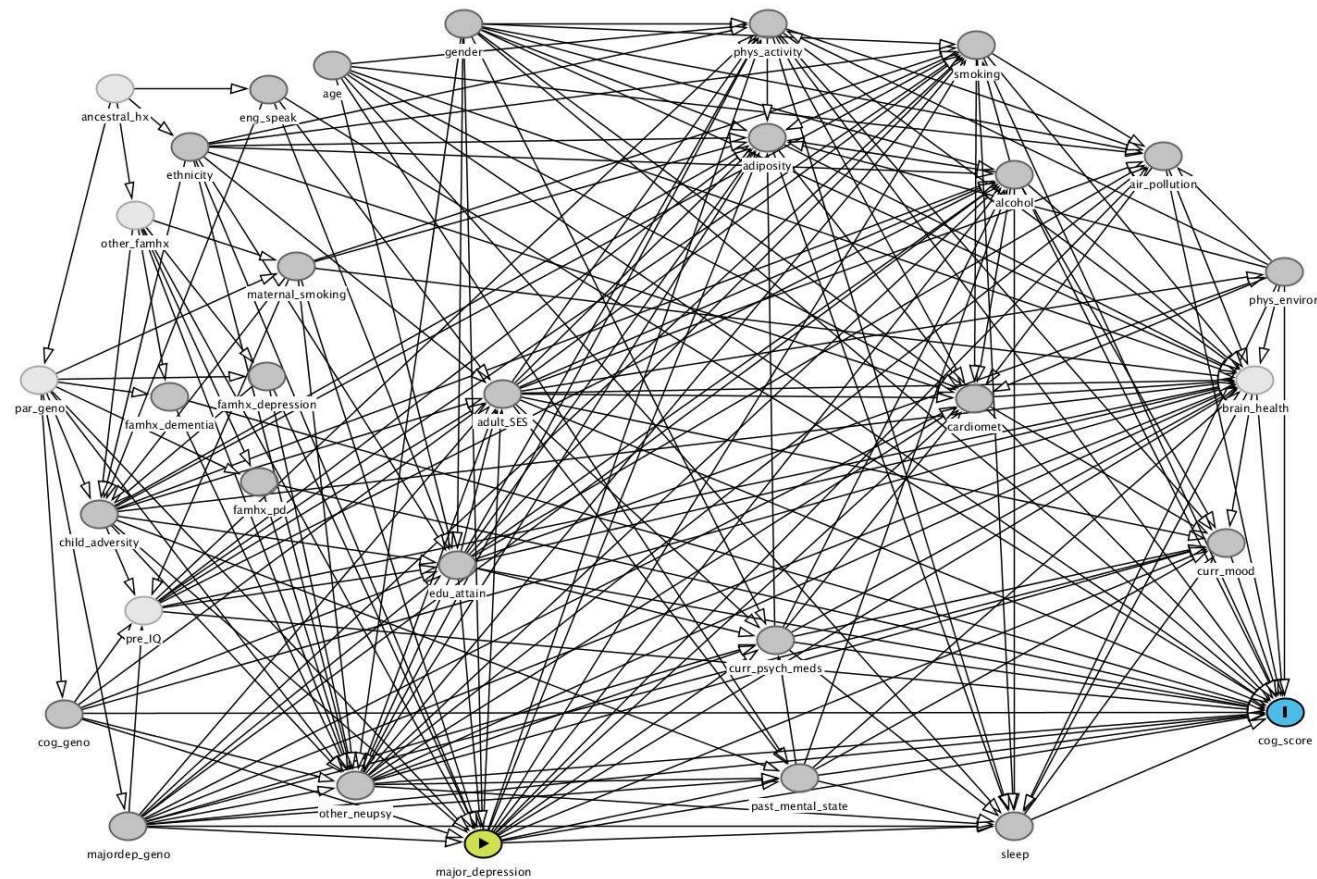 gender
phys_activity
smoking
age
ancestral_hx
eng_speak
ethnicity
adiposity
air_pollution
alcohol
other_famhx
maternal_smoking
phys_environ
par_geno
famhx_depression
famhx_dementia
adult_SES
cardiomet
brain_health
famhx_pd
child_adversity
curr_mood
edu_attain
pre_IQ
curr_psych_meds
cog_geno
cog_score
other_neupsy
past_mental_state
majordep_geno
major_depression
sleep